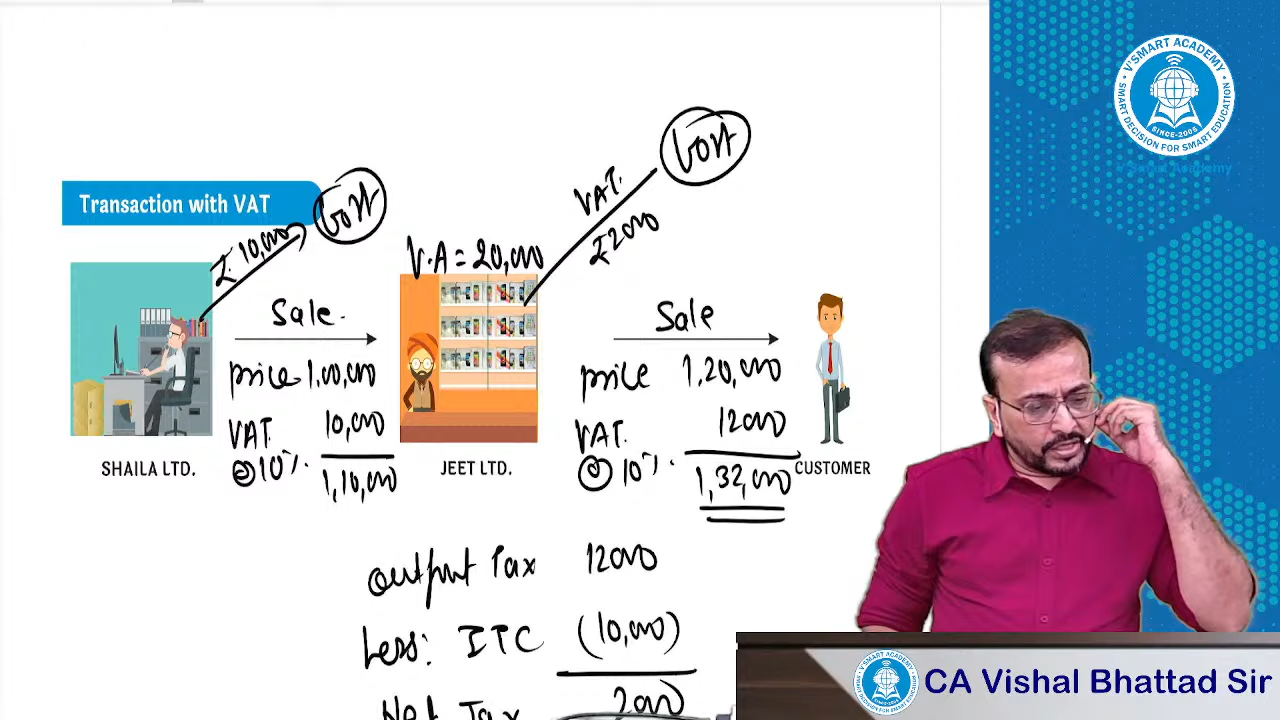 V'SMART ACADEMY
SMART DECISION FOR SMART EDUCATION
SINCE-2005
Smart Academy
Transaction with VAT
Govt
Govt
₹ 10,000
VAT.
₹ 2000
V.A = 20,000
Sale.
price 1,00,000
VAT. 10,000
@ 10%.
1,10,000
Sale
price 1,20,000
VAT. 12000
@ 10%.
1,32,000
SHAILA LTD.
JEET LTD.
CUSTOMER
output Tax 12000
Less: ITC (10,000)
Net Tax 2000
CA Vishal Bhattad Sir